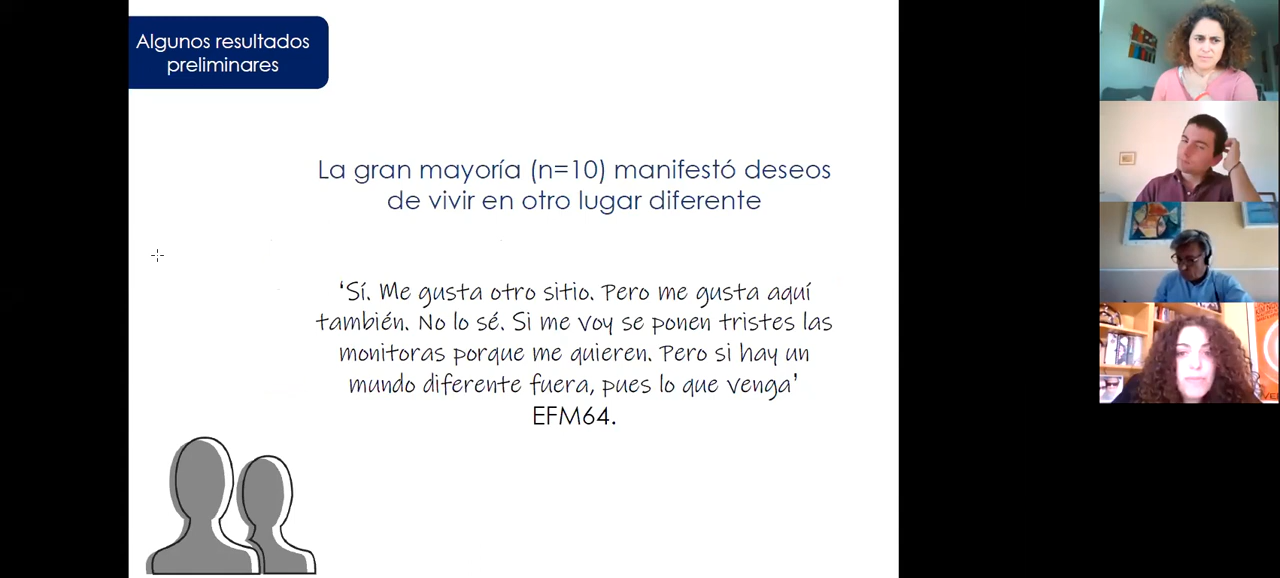 Algunos resultados
preliminares
La gran mayoría (n=10) manifestó deseos
de vivir en otro lugar diferente
‘Sí. Me gusta otro sitio. Pero me gusta aquí
también. No lo sé. Si me voy se ponen tristes las
monitoras porque me quieren. Pero si hay un
mundo diferente fuera, pues lo que venga’
EFM64.